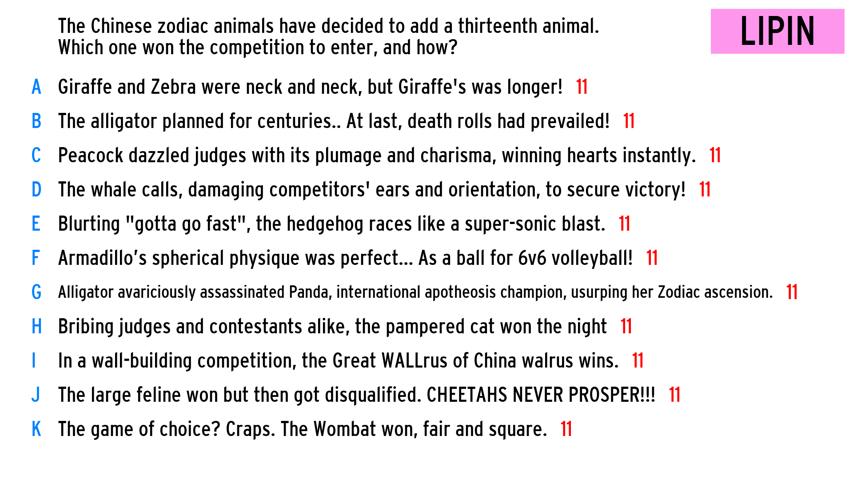 The Chinese zodiac animals have decided to add a thirteenth animal.
Which one won the competition to enter, and how?
LIPIN
A Giraffe and Zebra were neck and neck, but Giraffe's was longer! 11
B The alligator planned for centuries.. At last, death rolls had prevailed! 11
C Peacock dazzled judges with its plumage and charisma, winning hearts instantly. 11
D The whale calls, damaging competitors' ears and orientation, to secure victory! 11
E Blurting "gotta go fast", the hedgehog races like a super-sonic blast. 11
F Armadillo’s spherical physique was perfect... As a ball for 6v6 volleyball! 11
G Alligator avariciously assassinated Panda, international apotheosis champion, usurping her Zodiac ascension. 11
H Bribing judges and contestants alike, the pampered cat won the night 11
I In a wall-building competition, the Great WALLrus of China walrus wins. 11
J The large feline won but then got disqualified. CHEETAHS NEVER PROSPER!!! 11
K The game of choice? Craps. The Wombat won, fair and square. 11